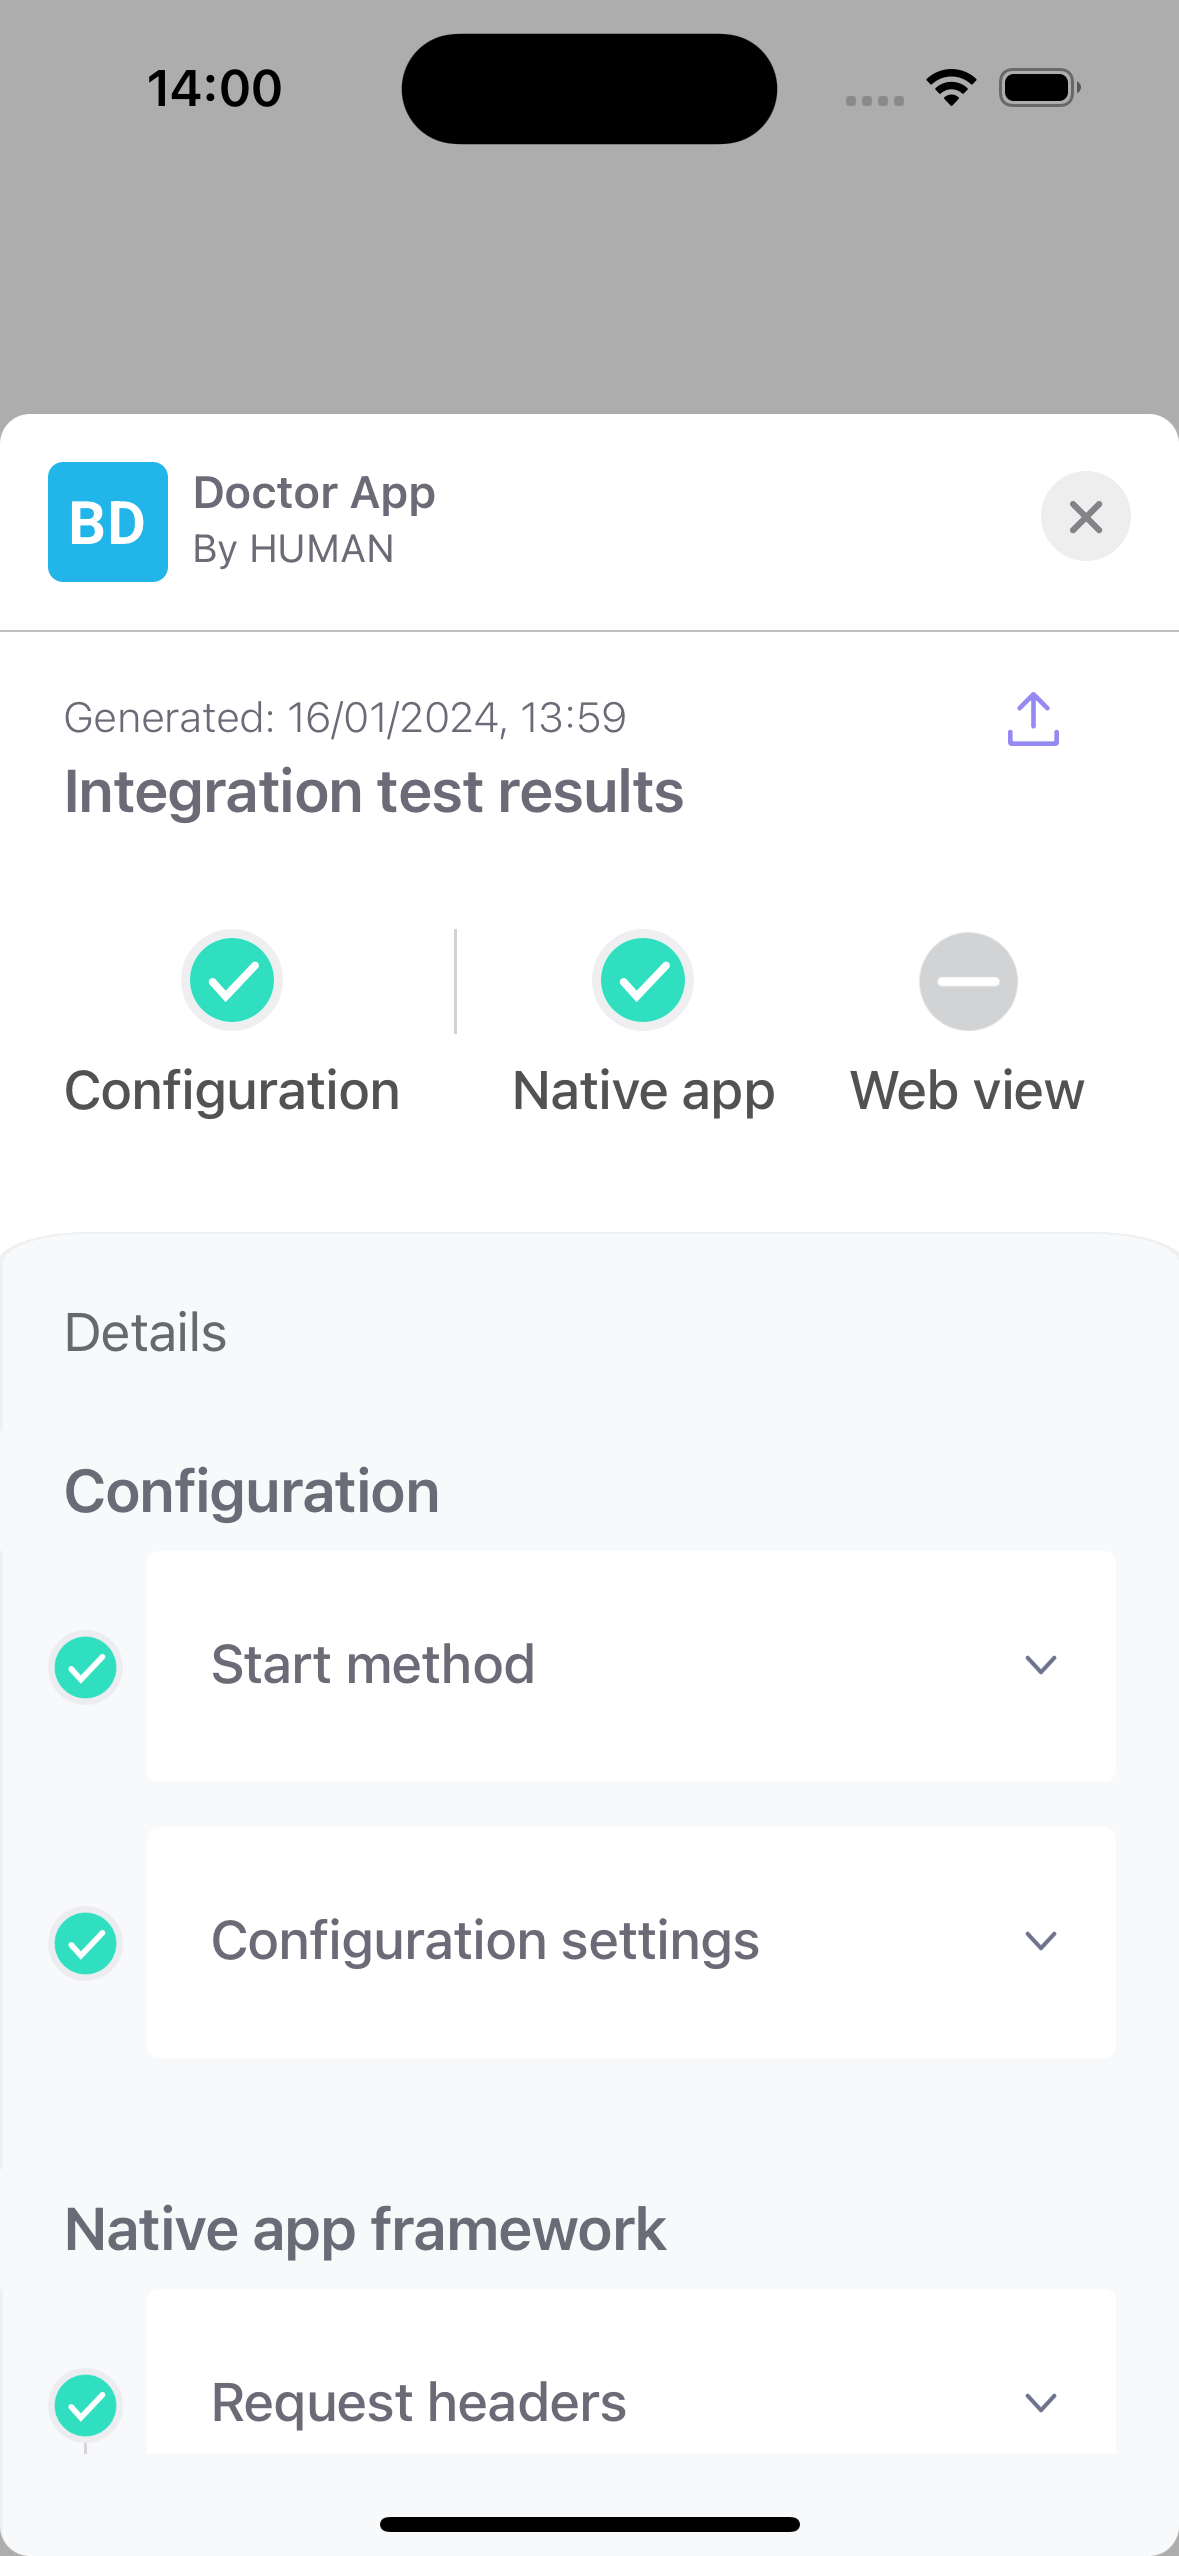 14:00
BD
Doctor App
By HUMAN
Generated: 16/01/2024, 13:59
Integration test results
Configuration
Native app
Web view
Details
Configuration
Start method
Configuration settings
Native app framework
Request headers